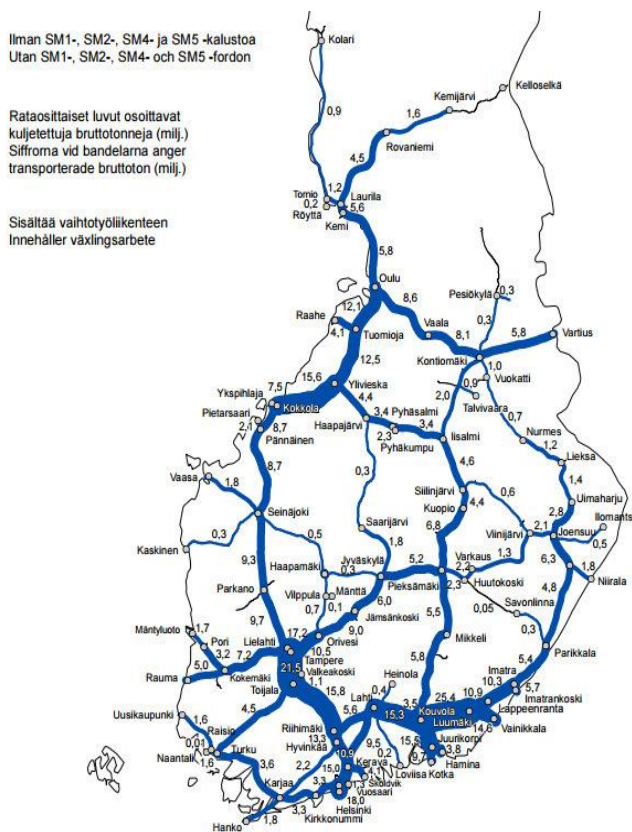 Ilman SM1-, SM2-, SM4- ja SM5 -kalustoa
Utan SM1-, SM2-, SM4- och SM5 -fordon
Rataosittaiset luvut osoittavat
kuljetettuja bruttotonneja (milj.)
Siffrorna vid bandelarna anger
transporterade bruttoton (milj.)
Sisältää vaihtotyöliikenteen
Innehåller växlingsarbete
Kolari
Kelloselkä
Kemijärvi
0,9
1,6
Rovaniemi
4,5
Tornio
1,2
Laurila
0,2
Röyttä
5,6
Kemi
5,8
Oulu
Pesiökylä
0,3
12,1
8,6
Raahe
4,1
Tuomioja
Vaala
8,1
0,3
5,8
Vartius
12,5
Kontiomäki
15,6
Ylivieska
1,0
Vuokatti
7,5
Ykspihlaja
Kokkola
4,4
2,0
0,9
Talvivaara
Pietarsaari
2,1
8,7
Pännäinen
Haapajärvi
3,4
Pyhäsalmi
2,3
3,4
Pyhäkumpu
Iisalmi
0,7
Nurmes
1,2
Lieksa
8,7
4,6
1,4
Vaasa
1,8
0,3
Siilinjärvi
0,6
Uimaharju
4,4
Kuopio
2,8
Seinäjoki
Saarijärvi
6,8
Viinijärvi
2,1
Joensuu
Ilomants
0,5
0,3
0,5
1,8
Kaskinen
9,3
Haapamäki
Jyväskylä
0,3
5,2
Varkaus
2,2
1,3
6,3
1,8
Niirala
Parkano
Vilppula
Mänttä
0,1
0,7
6,0
Pieksämäki
2,3
Huutokoski
4,8
Jämsänkoski
0,05
Savonlinna
9,7
9,0
5,5
0,3
Mäntyluoto
1,7
Pori
Lielahti
17,2
Orivesi
Mikkeli
Parikkala
7,2
10,5
Tampere
5,0
Kokemäki
21,5
Valkeakoski
5,8
5,4
Rauma
1,1
Heinola
Imatra
Toijala
15,8
0,4
10,3
5,7
Imatrankoski
Uusikaupunki
4,5
Lahti
3,5
25,4
10,9
Lappeenranta
5,6
15,3
Kouvola
Luumäki
1,6
Raisio
Riihimäki
13,3
14,6
Vainikkala
0,01
Turku
Hyvinkää
9,5
15,5
Juurikorpi
Naantali
1,6
10,9
0,2
3,8
Hamina
3,6
2,2
Kerava
Loviisa
9,7
Kotka
15,0
Sköldvik
Karjaa
3,3
1,3
Vuosaari
3,3
Helsinki
Hanko
1,8
Kirkkonummi
18,0